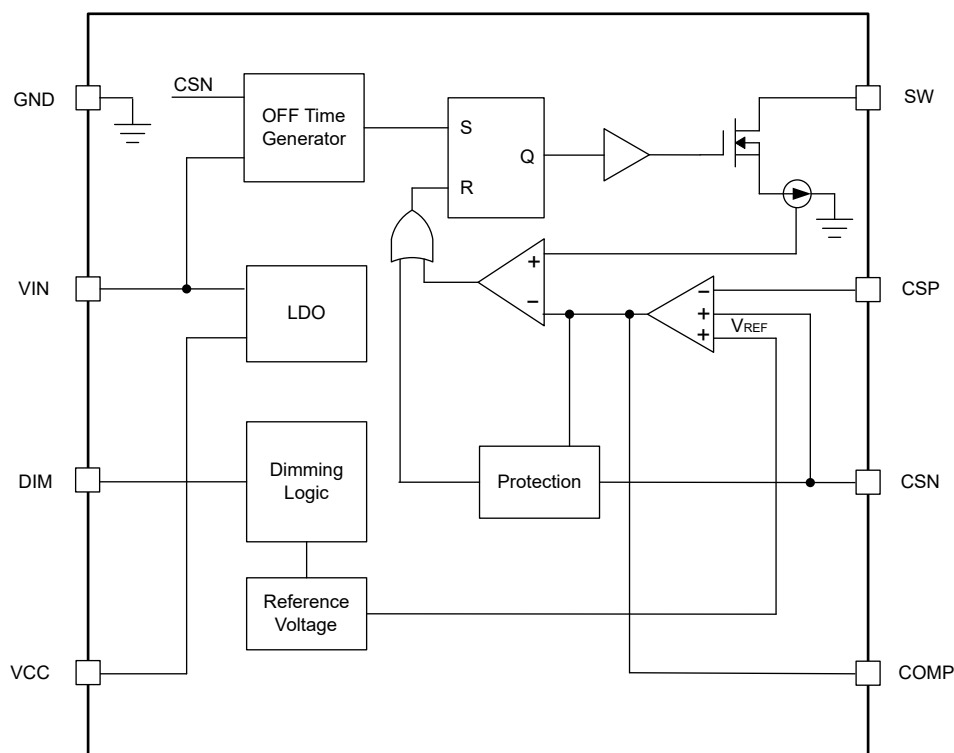 GND
CSN
OFF Time
Generator
S
Q
R
SW
VIN
LDO
+
−
−
+
+
VREF
CSP
DIM
Dimming
Logic
Protection
CSN
Reference
Voltage
VCC
COMP